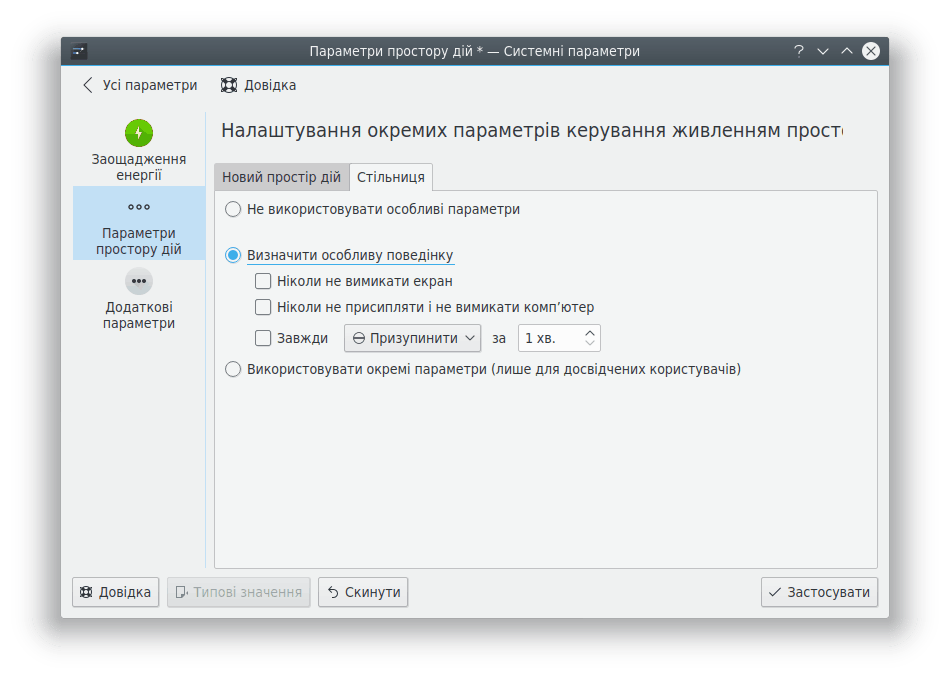 Параметри простору дій * — Системні параметри
Усі параметри
Довідка
Заощадження
енергії
Параметри
простору дій
Додаткові
параметри
Налаштування окремих параметрів керування живленням прост
Новий простір дій
Стільниця
Не використовувати особливі параметри
Визначити особливу поведінку
Ніколи не вимикати екран
Ніколи не присипляти і не вимикати комп’ютер
Завжди Призупинити за 1 хв.
Використовувати окремі параметри (лише для досвідчених користувачів)
Довідка
Типові значення
Скинути
Застосувати